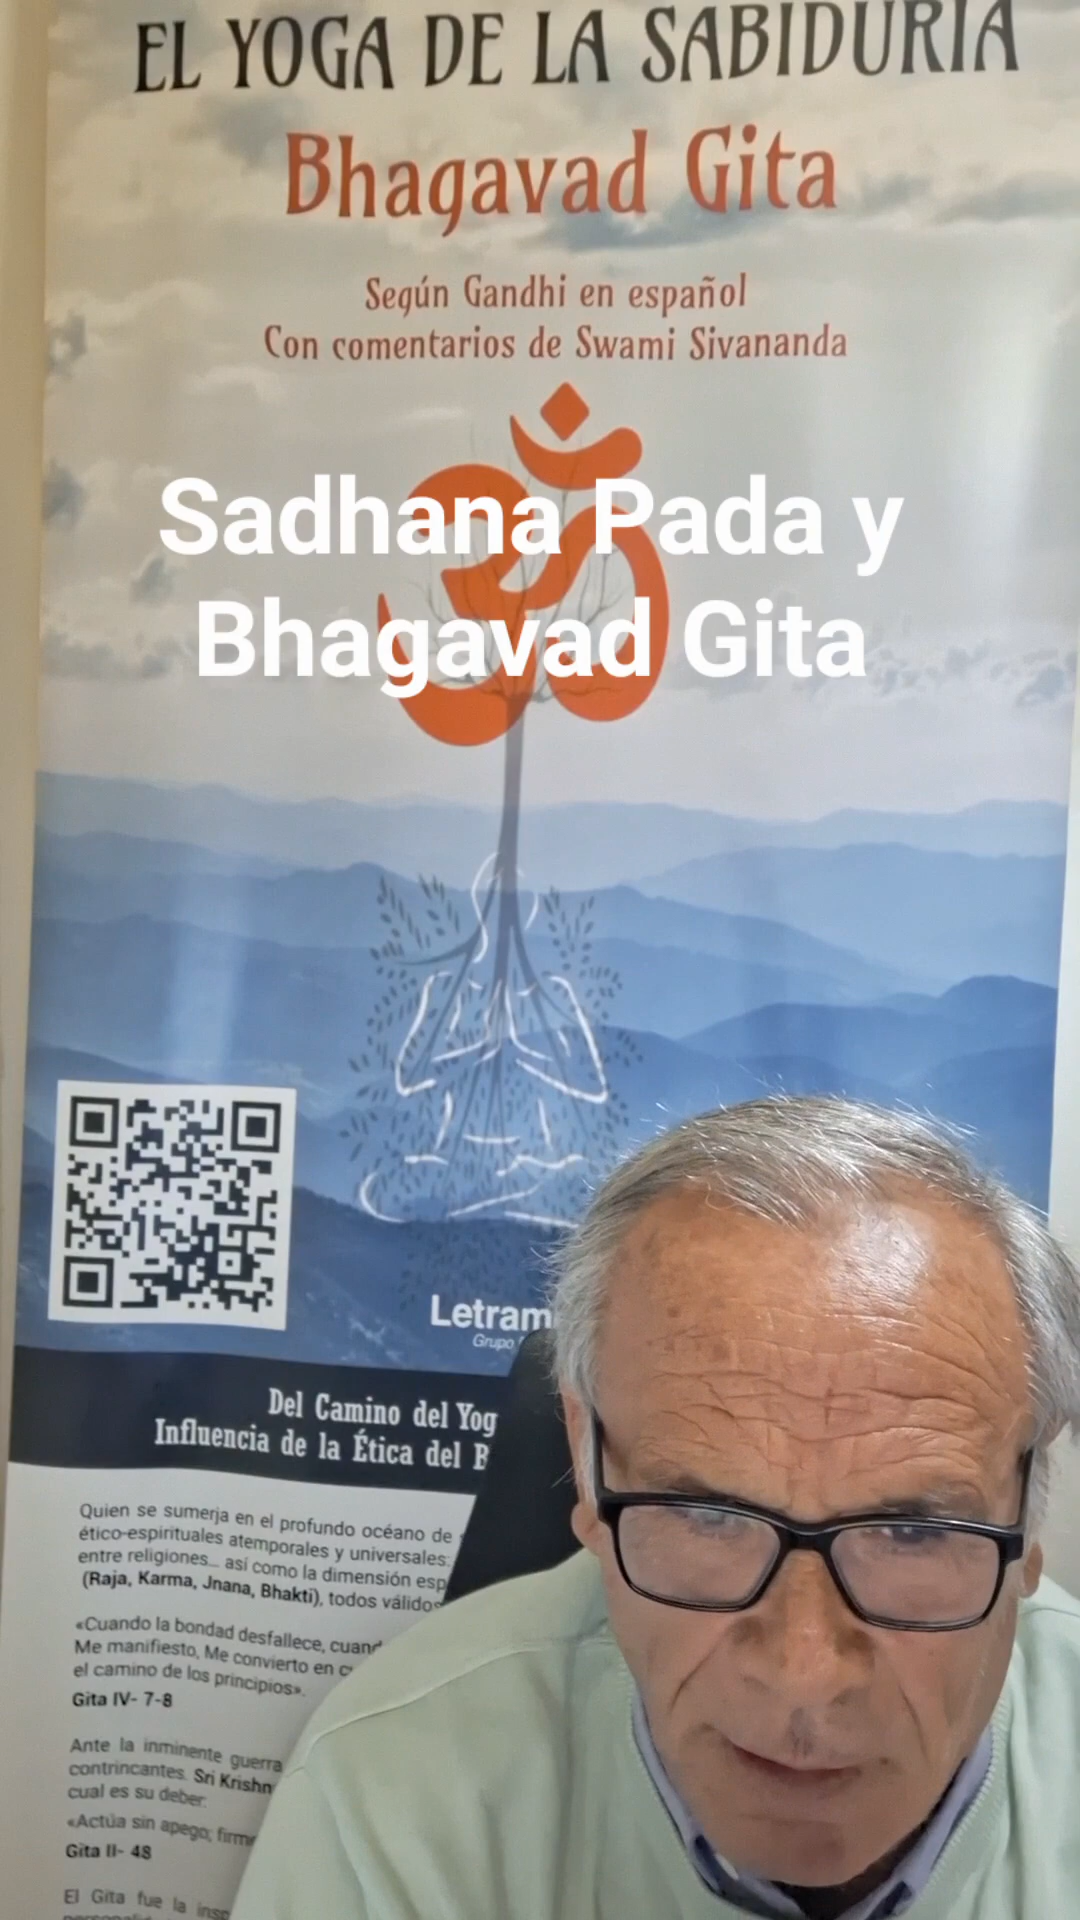 EL YOGA DE LA SABIDURIA
Bhagavad Gita
Según Gandhi en español
Con comentarios de Swami Sivananda
Sadhana Pada y
Bhagavad Gita
Del Camino del Yog
Influencia de la Ética del
Quien se sumerja en el profundo océano de
ético-espirituales atemporales y universales:
entre religiones... así como la dimensión esp
(Raja, Karma, Jnana, Bhakti), todos válidos
«Cuando la bondad desfallece, cuand
Me manifiesto, Me convierto en
el camino de los principios».
Gita IV- 7-8
Ante la inminente guerra
contrincantes. Sri Krishn
cual es su deber:
«Actúa sin apego; firm
Gita II- 48
El Gita fue la insp
Letram
Grupo